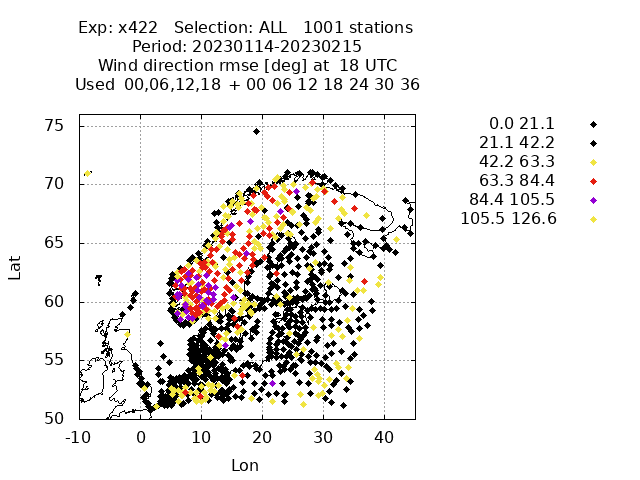 Exp: x422 Selection: ALL 1001 stations
Period: 20230114-20230215
Wind direction rmse [deg] at 18 UTC
Used 00,06,12,18 + 00 06 12 18 24 30 36
75
70
65
60
55
50
Lat
-10 0 10 20 30 40
Lon
0.0 21.1
21.1 42.2
42.2 63.3
63.3 84.4
84.4 105.5
105.5 126.6